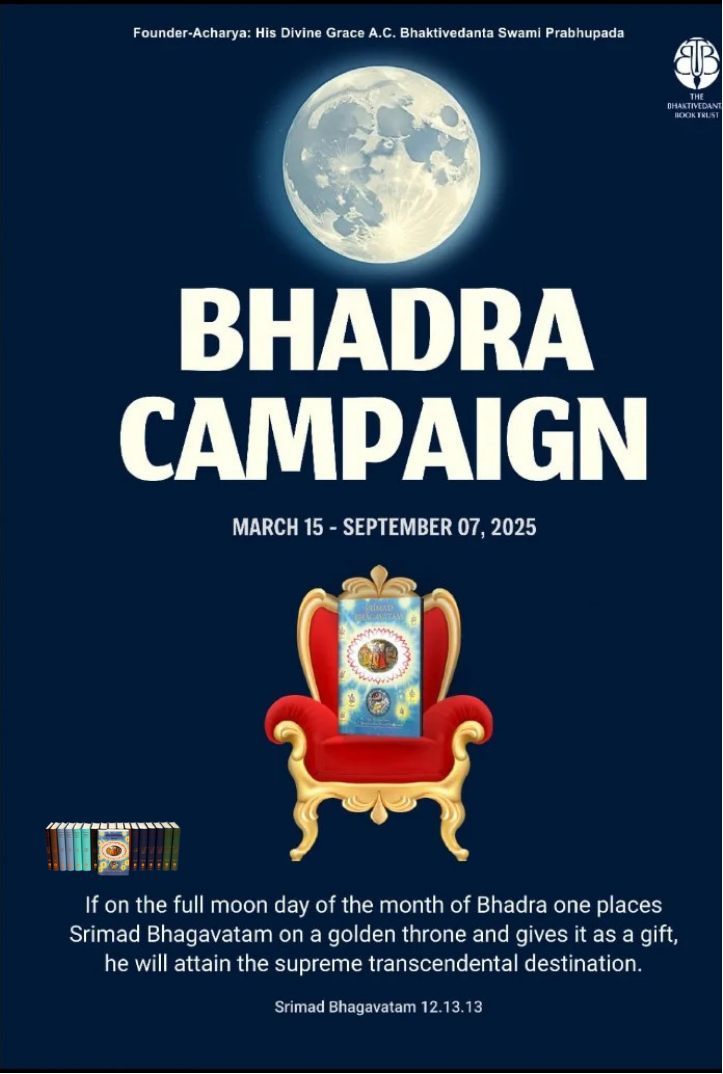 Founder-Acharya: His Divine Grace A.C. Bhaktivedanta Swami Prabhupada
THE
BHAKTIVEDANT
BOOK TRUST
BHADRA
CAMPAIGN
MARCH 15 - SEPTEMBER 07, 2025
SRIMAD
BHAGAVATAM
If on the full moon day of the month of Bhadra one places
Srimad Bhagavatam on a golden throne and gives it as a gift,
he will attain the supreme transcendental destination.
Srimad Bhagavatam 12.13.13